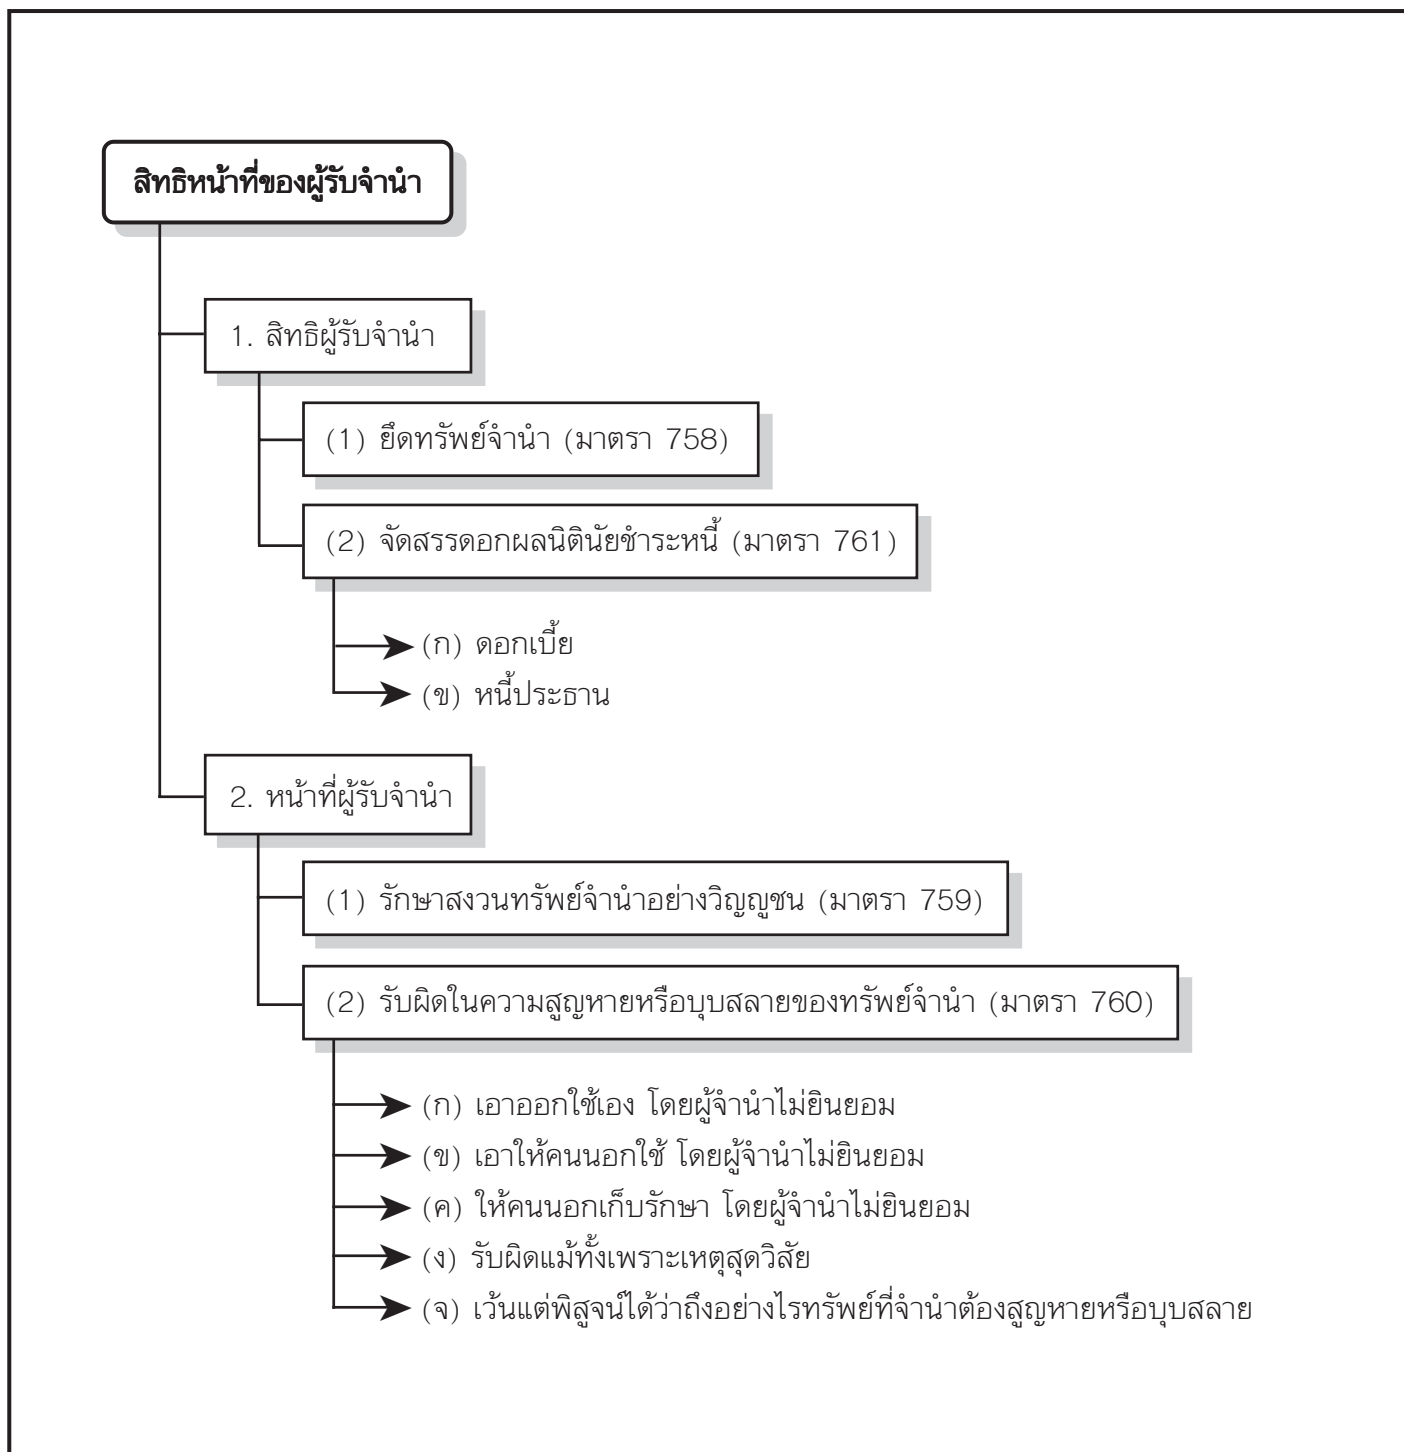 สิทธิหน้าที่ของผู้รับจำนำ
1. สิทธิผู้รับจำนำ
(1) ยึดทรัพย์จำนำ (มาตรา 758)
(2) จัดสรรดอกผลนิตินัยชำระหนี้ (มาตรา 761)
(ก) ดอกเบี้ย
(ข) หนี้ประธาน
2. หน้าที่ผู้รับจำนำ
(1) รักษาสงวนทรัพย์จำนำอย่างวิญญูชน (มาตรา 759)
(2) รับผิดในความสูญหายหรือบุบสลายของทรัพย์จำนำ (มาตรา 760)
(ก) เอาออกใช้เอง โดยผู้จำนำไม่ยินยอม
(ข) เอาให้คนนอกใช้ โดยผู้จำนำไม่ยินยอม
(ค) ให้คนนอกเก็บรักษา โดยผู้จำนำไม่ยินยอม
(ง) รับผิดแม้ทั้งเพราะเหตุสุดวิสัย
(จ) เว้นแต่พิสูจน์ได้ว่าถึงอย่างไรทรัพย์ที่จำนำต้องสูญหายหรือบุบสลาย